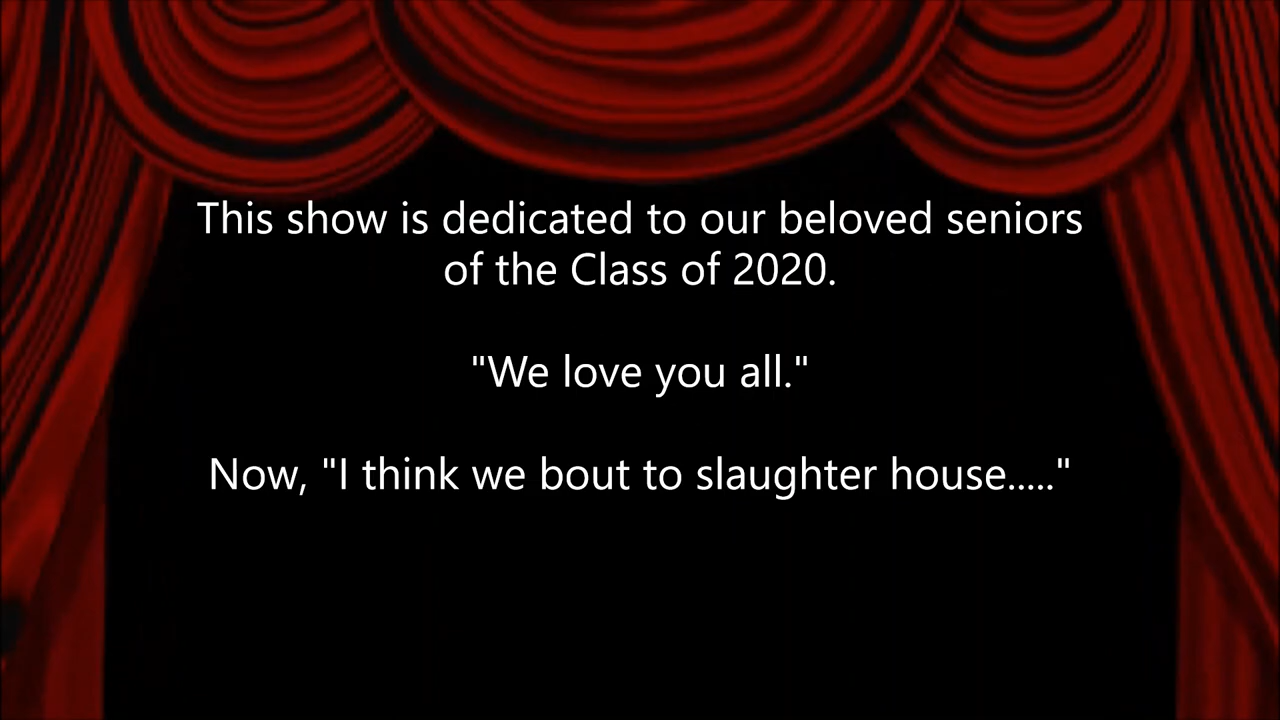 This show is dedicated to our beloved seniors
of the Class of 2020.
"We love you all."
Now, "I think we bout to slaughter house....."